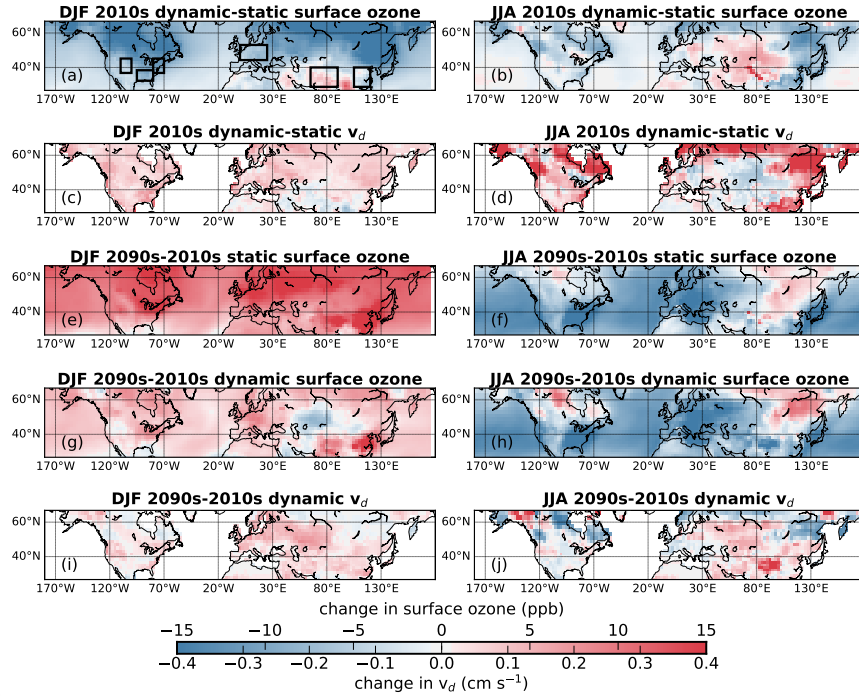 DJF 2010s dynamic-static surface ozone
JJA 2010s dynamic-static surface ozone
60°N
40°N
(a)
(b)
170°W 120°W 70°W 20°W 30°E 80°E 130°E
170°W 120°W 70°W 20°W 30°E 80°E 130°E
DJF 2010s dynamic-static v_d
JJA 2010s dynamic-static v_d
60°N
40°N
(c)
(d)
170°W 120°W 70°W 20°W 30°E 80°E 130°E
170°W 120°W 70°W 20°W 30°E 80°E 130°E
DJF 2090s-2010s static surface ozone
JJA 2090s-2010s static surface ozone
60°N
40°N
(e)
(f)
170°W 120°W 70°W 20°W 30°E 80°E 130°E
170°W 120°W 70°W 20°W 30°E 80°E 130°E
DJF 2090s-2010s dynamic surface ozone
JJA 2090s-2010s dynamic surface ozone
60°N
40°N
(g)
(h)
170°W 120°W 70°W 20°W 30°E 80°E 130°E
170°W 120°W 70°W 20°W 30°E 80°E 130°E
DJF 2090s-2010s dynamic v_d
JJA 2090s-2010s dynamic v_d
60°N
40°N
(i)
(j)
170°W 120°W 70°W 20°W 30°E 80°E 130°E
170°W 120°W 70°W 20°W 30°E 80°E 130°E
change in surface ozone (ppb)
−15 −10 −5 0 5 10 15
−0.4 −0.3 −0.2 −0.1 0.0 0.1 0.2 0.3 0.4
change in v_d (cm s⁻¹)